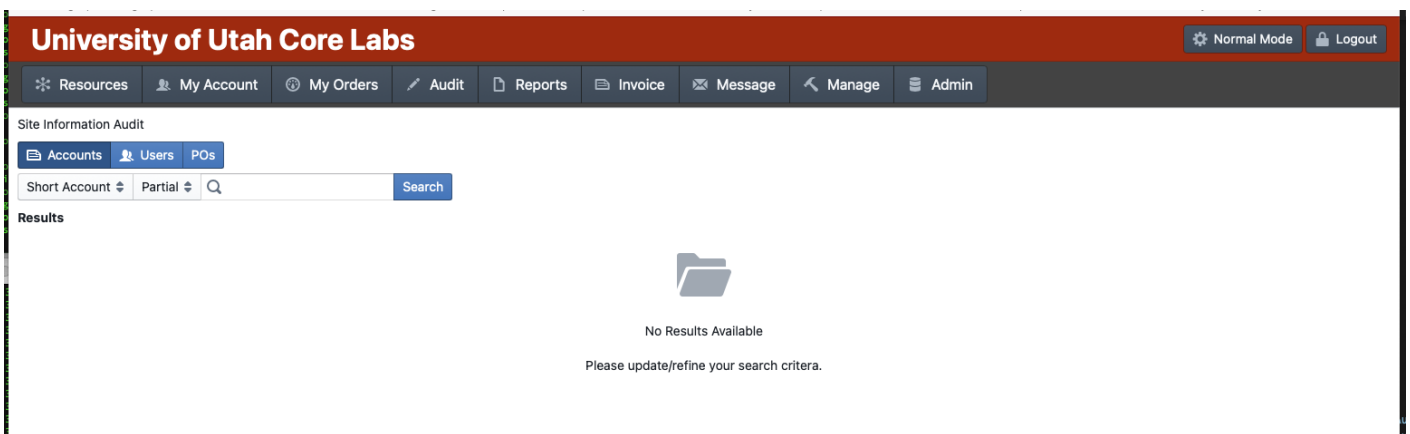 University of Utah Core Labs
Normal Mode
Logout
Resources
My Account
My Orders
Audit
Reports
Invoice
Message
Manage
Admin
Site Information Audit
Accounts
Users
POs
Short Account
Partial
Search
Results
No Results Available
Please update/refine your search critera.